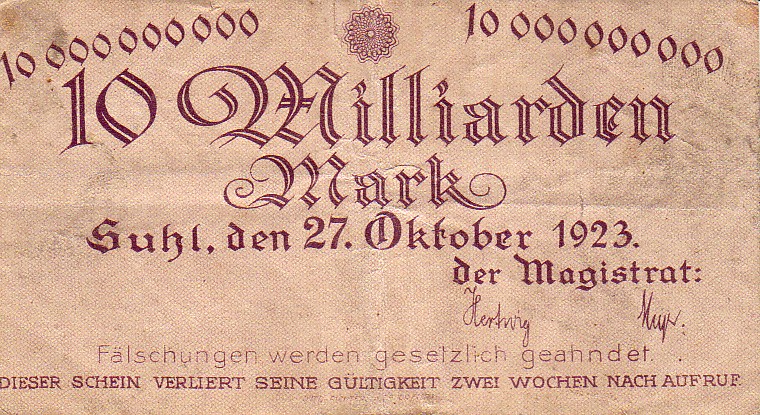 10 000 000 000 10 000 000 000
10 Milliarden
Mark
Suhl, den 27. Oktober 1923.
der Magistrat:
Hertwig
Fälschungen werden gesetzlich geahndet.
DIESER SCHEIN VERLIERT SEINE GÜLTIGKEIT ZWEI WOCHEN NACH AUFRUF